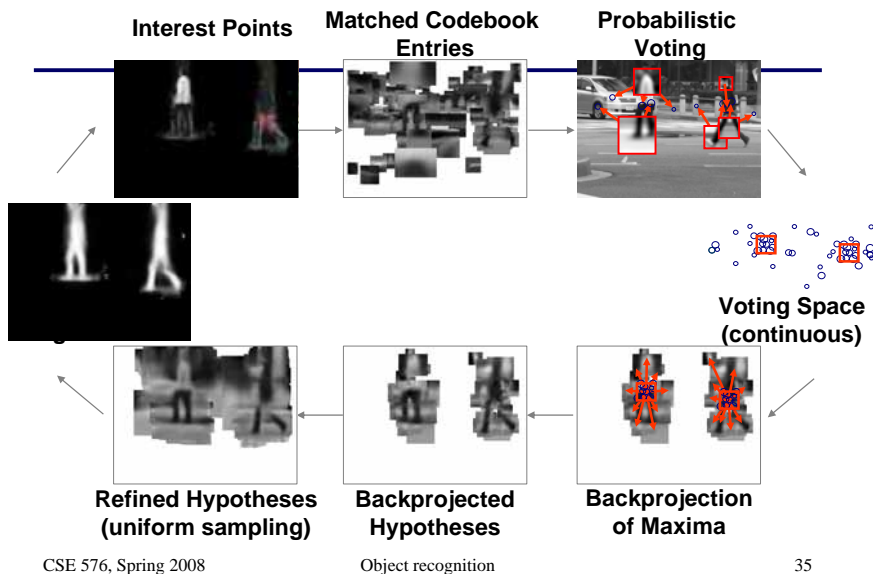 Interest Points
Matched Codebook
Entries
Probabilistic
Voting
Voting Space
(continuous)
Refined Hypotheses
(uniform sampling)
Backprojected
Hypotheses
Backprojection
of Maxima
CSE 576, Spring 2008
Object recognition
35